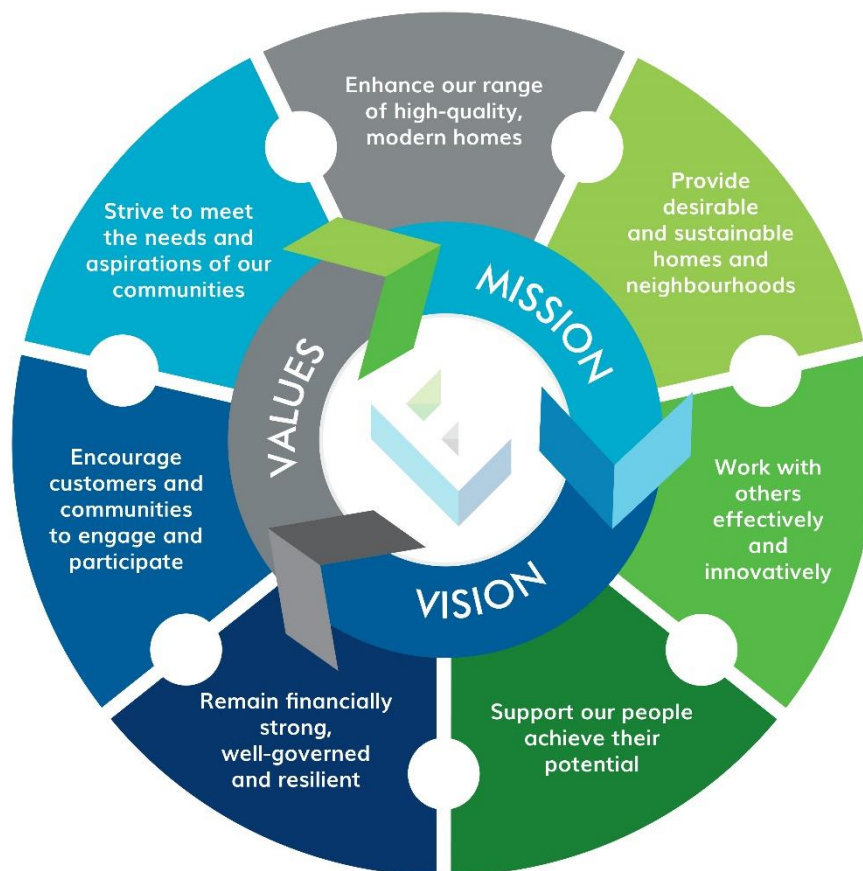 Enhance our range
of high-quality,
modern homes
Provide
desirable
and sustainable
homes and
neighbourhoods
Work with
others
effectively
and
innovatively
Support our people
achieve their
potential
Remain financially
strong,
well-governed
and resilient
Encourage
customers and
communities
to engage and
participate
Strive to meet
the needs and
aspirations of our
communities
MISSION
VISION
VALUES